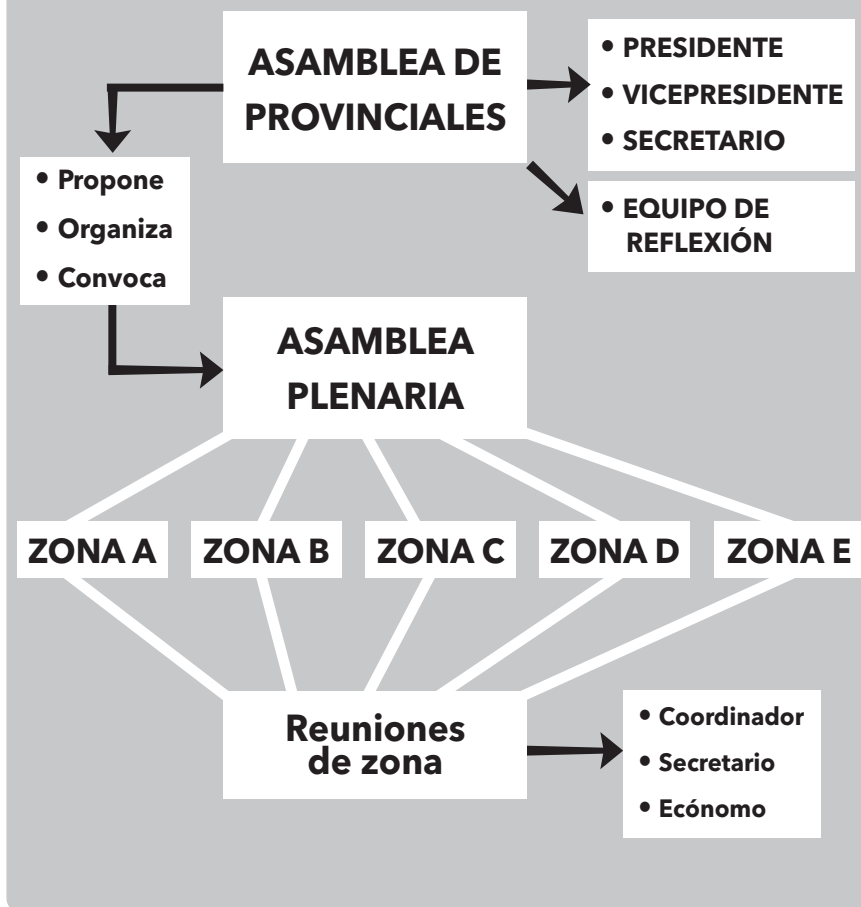 ASAMBLEA DE
PROVINCIALES
• PRESIDENTE
• VICEPRESIDENTE
• SECRETARIO
• EQUIPO DE
REFLEXIÓN
• Propone
• Organiza
• Convoca
ASAMBLEA
PLENARIA
ZONA A
ZONA B
ZONA C
ZONA D
ZONA E
Reuniones
de zona
• Coordinador
• Secretario
• Ecónomo